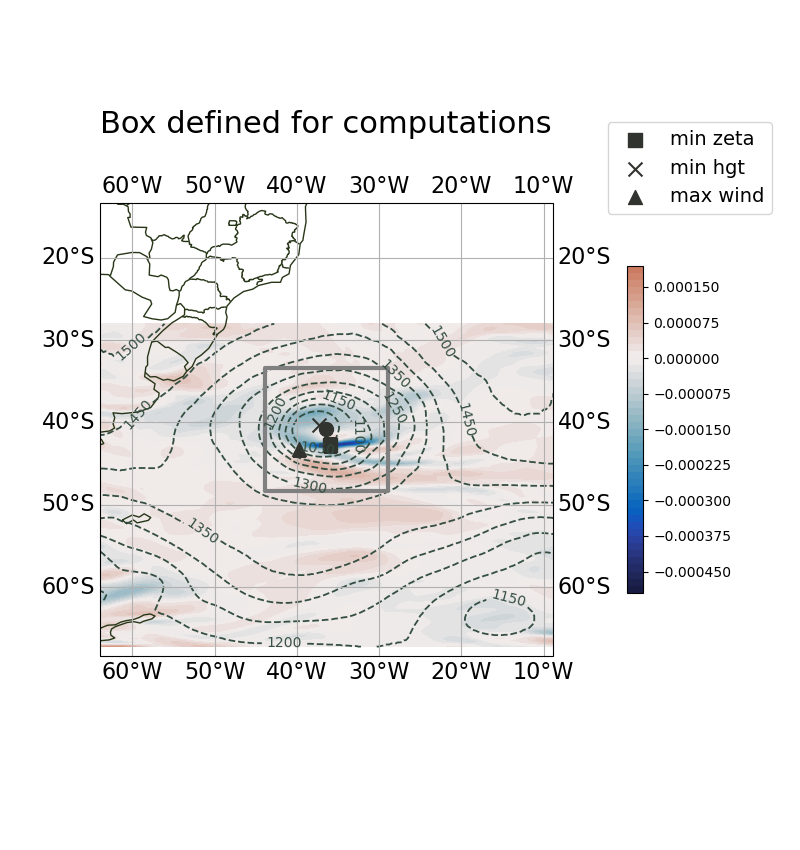 Box defined for computations
min zeta
min hgt
max wind
60°W 50°W 40°W 30°W 20°W 10°W
20°S 20°S
30°S 30°S
40°S 40°S
50°S 50°S
60°S 60°S
60°W 50°W 40°W 30°W 20°W 10°W
1500
1500
1350
1450
1200
1150
1250
1450
1100
1300
1350
1150
1200
0.000150
0.000075
0.000000
−0.000075
−0.000150
−0.000225
−0.000300
−0.000375
−0.000450